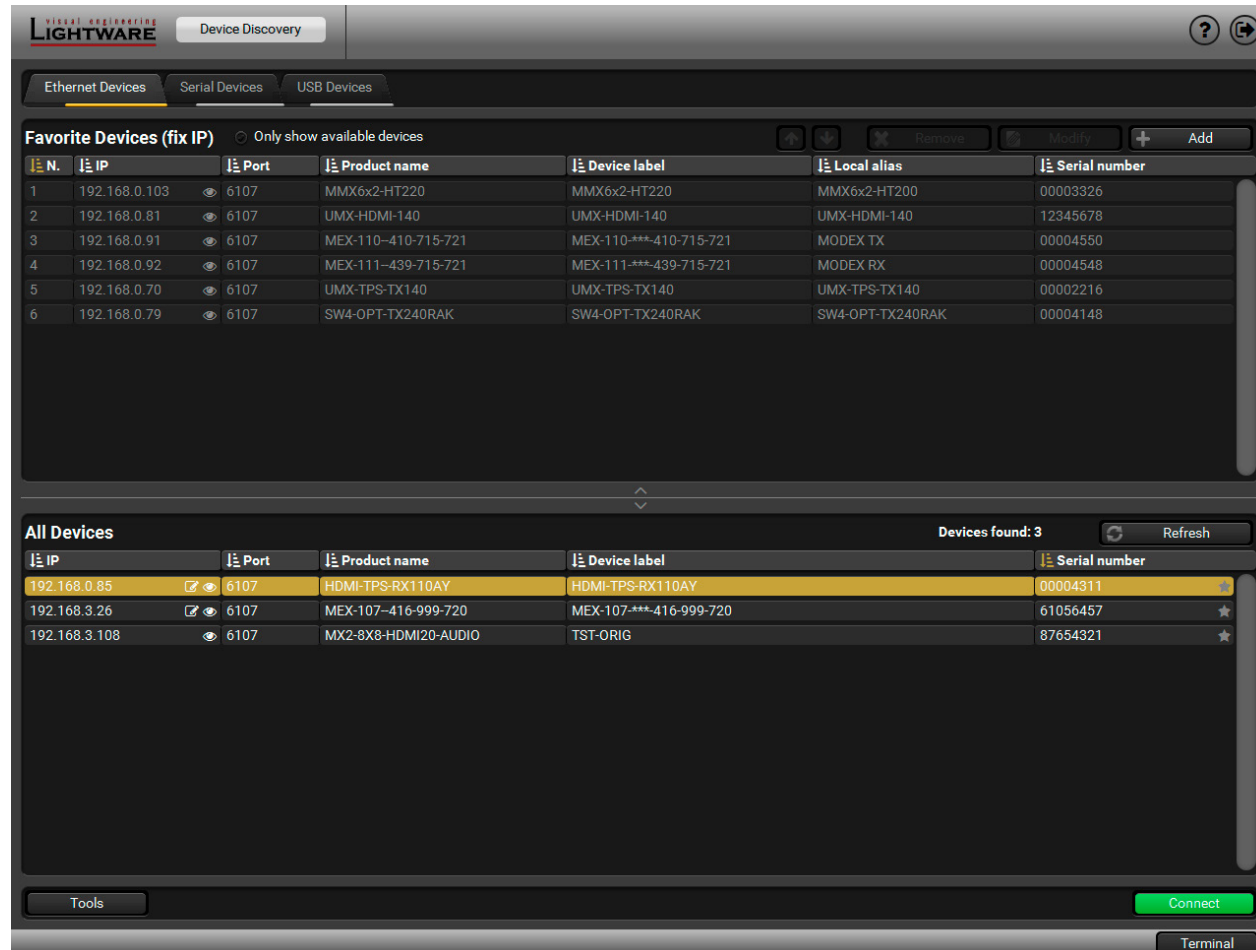 visual engineering
LIGHTWARE
Device Discovery
?
Ethernet Devices Serial Devices USB Devices
Favorite Devices (fix IP) Only show available devices Remove Modify Add
N. IP Port Product name Device label Local alias Serial number
1 192.168.0.103 6107 MMX6x2-HT220 MMX6x2-HT220 MMX6x2-HT200 00003326
2 192.168.0.81 6107 UMX-HDMI-140 UMX-HDMI-140 UMX-HDMI-140 12345678
3 192.168.0.91 6107 MEX-110--410-715-721 MEX-110-***-410-715-721 MODEX TX 00004550
4 192.168.0.92 6107 MEX-111--439-715-721 MEX-111-***-439-715-721 MODEX RX 00004548
5 192.168.0.70 6107 UMX-TPS-TX140 UMX-TPS-TX140 UMX-TPS-TX140 00002216
6 192.168.0.79 6107 SW4-OPT-TX240RAK SW4-OPT-TX240RAK SW4-OPT-TX240RAK 00004148
All Devices Devices found: 3 Refresh
IP Port Product name Device label Serial number
192.168.0.85 6107 HDMI-TPS-RX110AY HDMI-TPS-RX110AY 00004311
192.168.3.26 6107 MEX-107--416-999-720 MEX-107-***-416-999-720 61056457
192.168.3.108 6107 MX2-8X8-HDMI20-AUDIO TST-ORIG 87654321
Tools Connect
Terminal